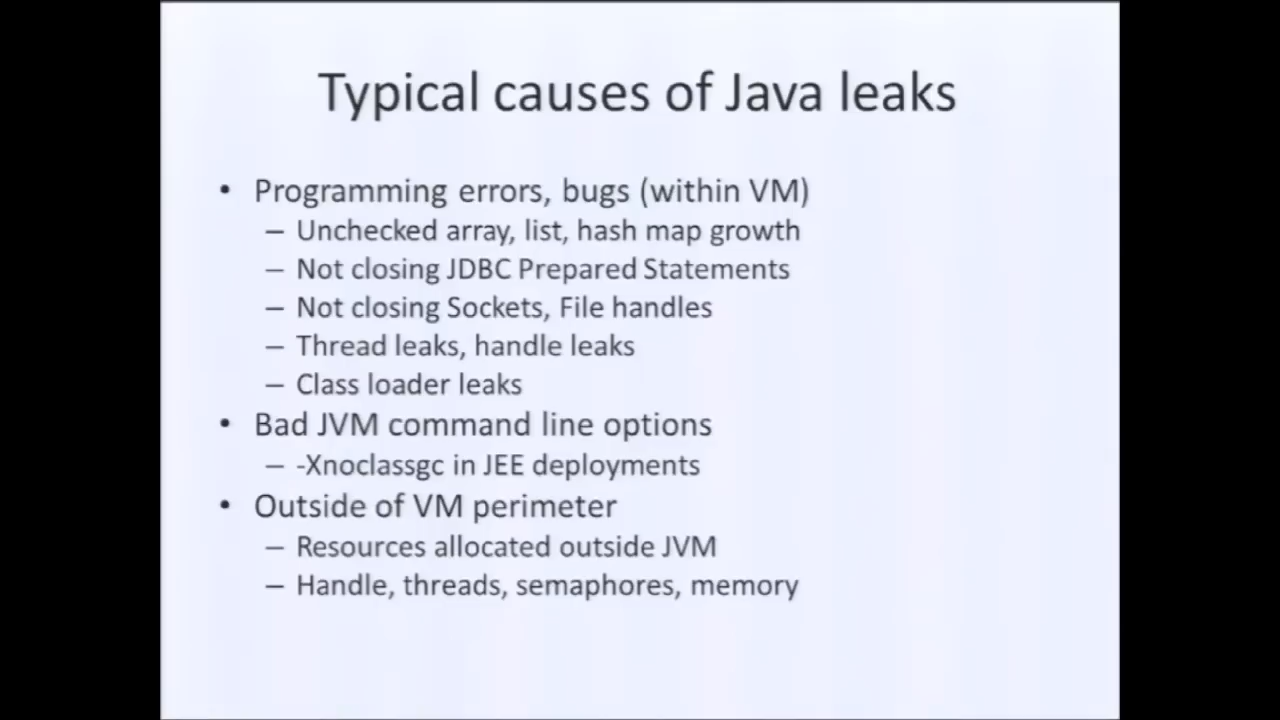 Typical causes of Java leaks
• Programming errors, bugs (within VM)
– Unchecked array, list, hash map growth
– Not closing JDBC Prepared Statements
– Not closing Sockets, File handles
– Thread leaks, handle leaks
– Class loader leaks
• Bad JVM command line options
– -Xnoclassgc in JEE deployments
• Outside of VM perimeter
– Resources allocated outside JVM
– Handle, threads, semaphores, memory